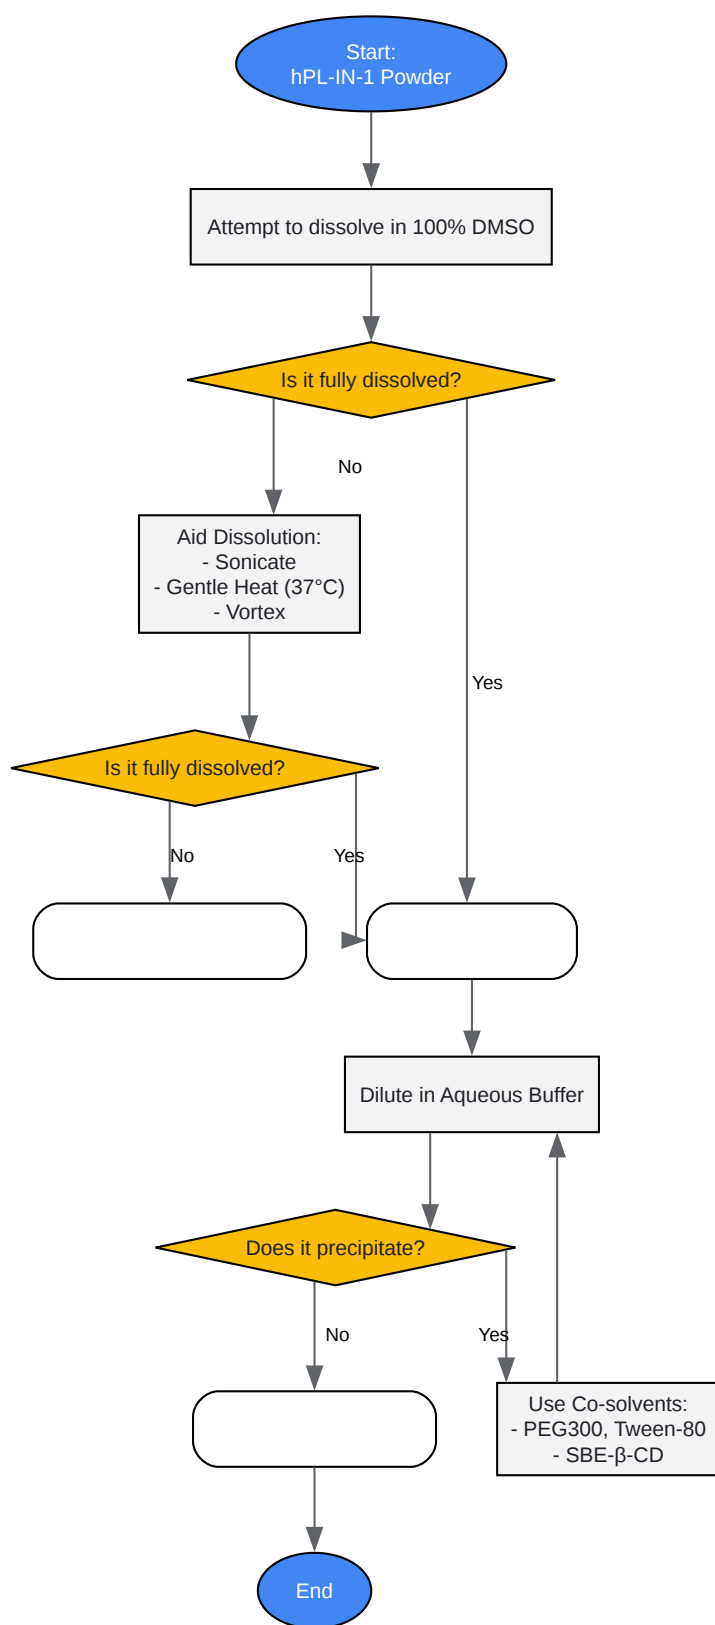 Start:
hPL-IN-1 Powder
Attempt to dissolve in 100% DMSO
Is it fully dissolved?
No
Aid Dissolution:
- Sonicate
- Gentle Heat (37°C)
- Vortex
Yes
Is it fully dissolved?
No
Yes
Dilute in Aqueous Buffer
Does it precipitate?
No
Yes
Use Co-solvents:
- PEG300, Tween-80
- SBE-β-CD
End